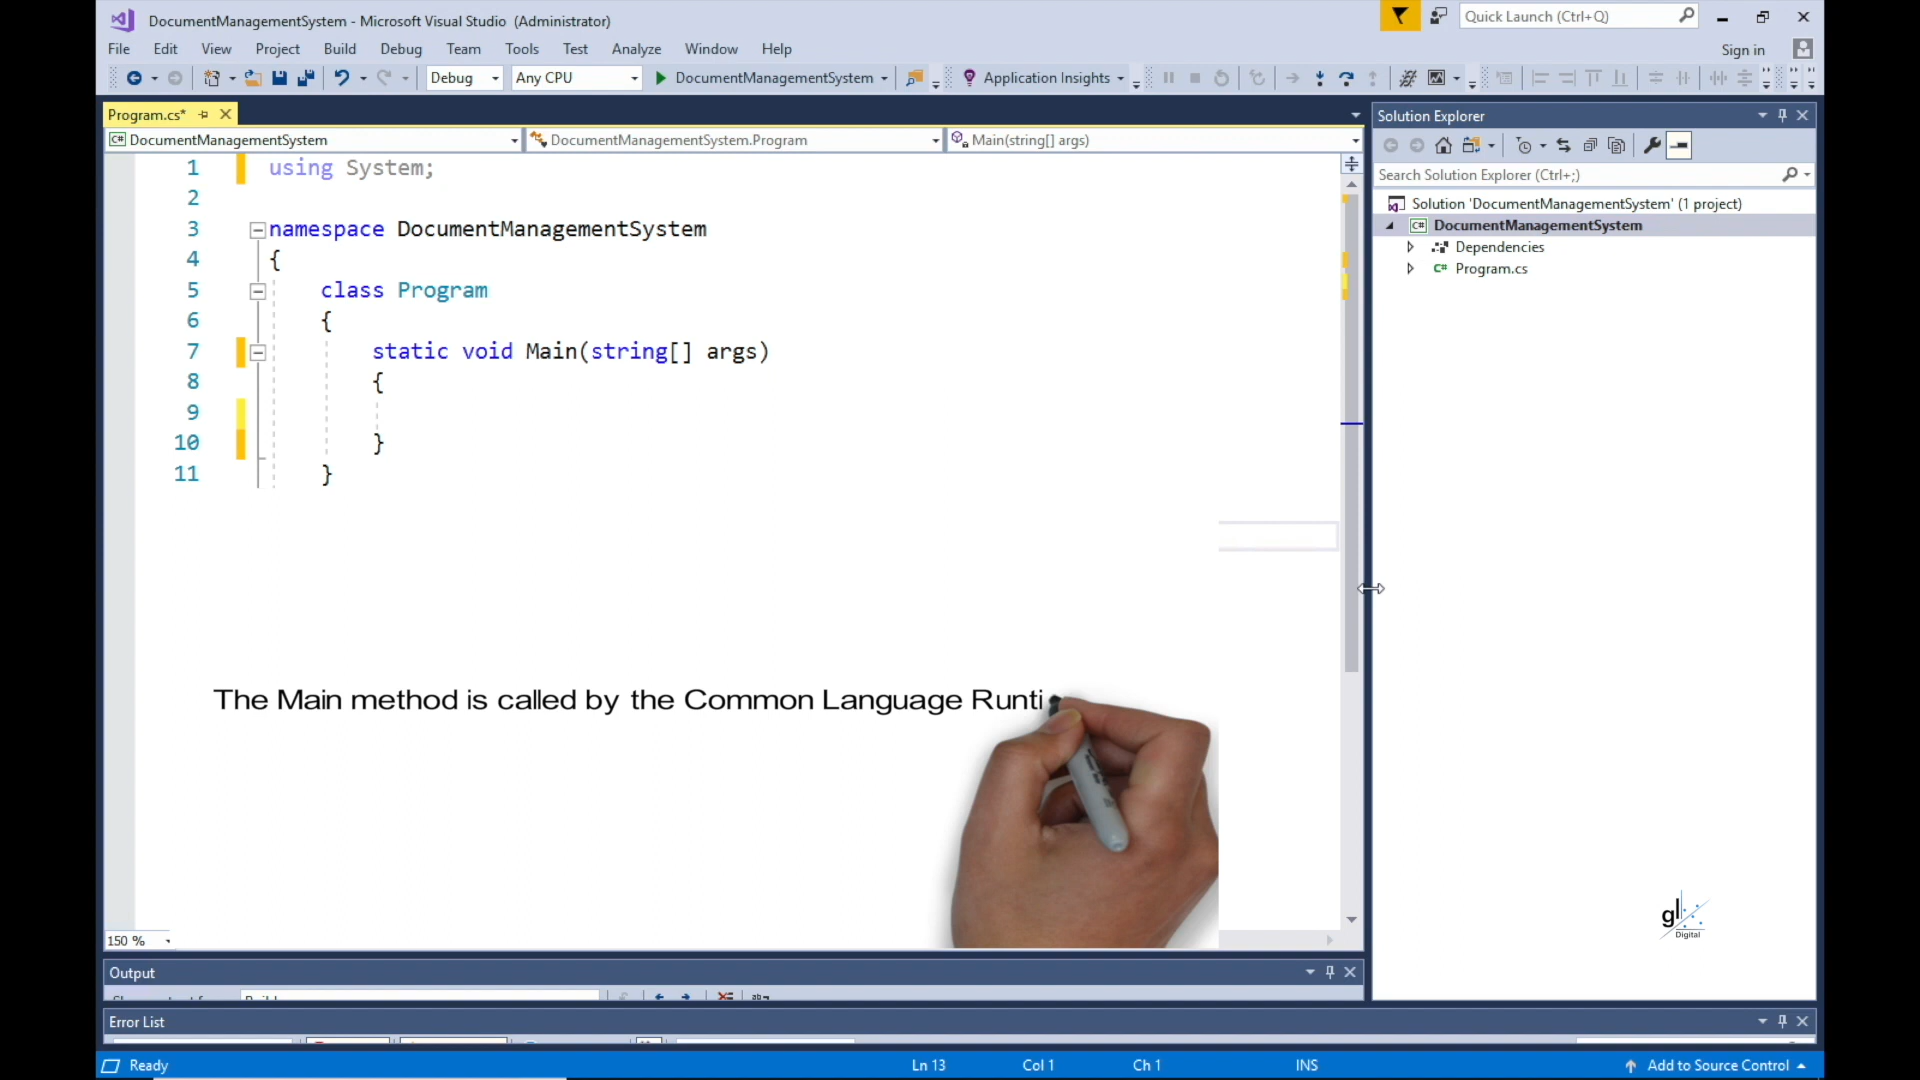 DocumentManagementSystem - Microsoft Visual Studio (Administrator)
Quick Launch (Ctrl+Q)
File Edit View Project Build Debug Team Tools Test Analyze Window Help
Sign in
Debug Any CPU DocumentManagementSystem Application Insights
Program.cs*
DocumentManagementSystem DocumentManagementSystem.Program Main(string[] args)
1 using System;
2
3 namespace DocumentManagementSystem
4 {
5 class Program
6 {
7 static void Main(string[] args)
8 {
9
10 }
11 }
The Main method is called by the Common Language Runti
150 %
Solution Explorer
Search Solution Explorer (Ctrl+;)
Solution 'DocumentManagementSystem' (1 project)
C# DocumentManagementSystem
Dependencies
C# Program.cs
gl
Digital
Output
Error List
Ready Ln 13 Col 1 Ch 1 INS Add to Source Control